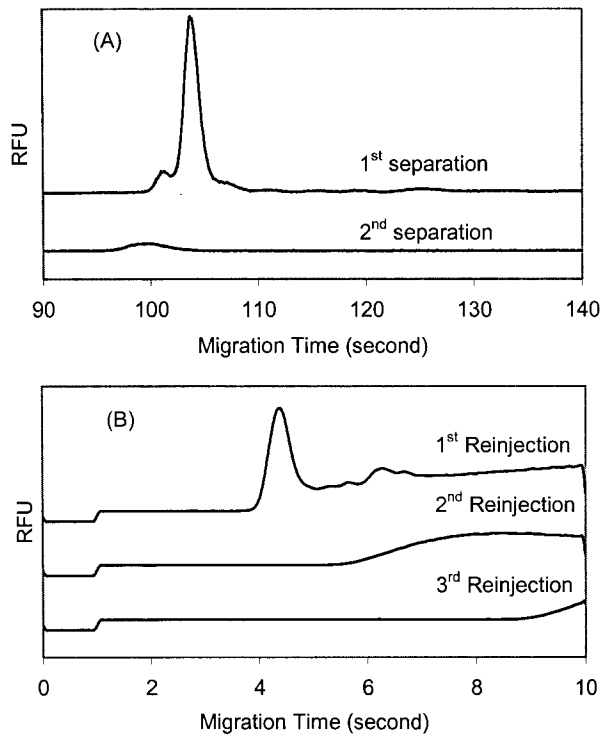 (A)
RFU
1st separation
2nd separation
90 100 110 120 130 140
Migration Time (second)
(B)
RFU
1st Reinjection
2nd Reinjection
3rd Reinjection
0 2 4 6 8 10
Migration Time (second)